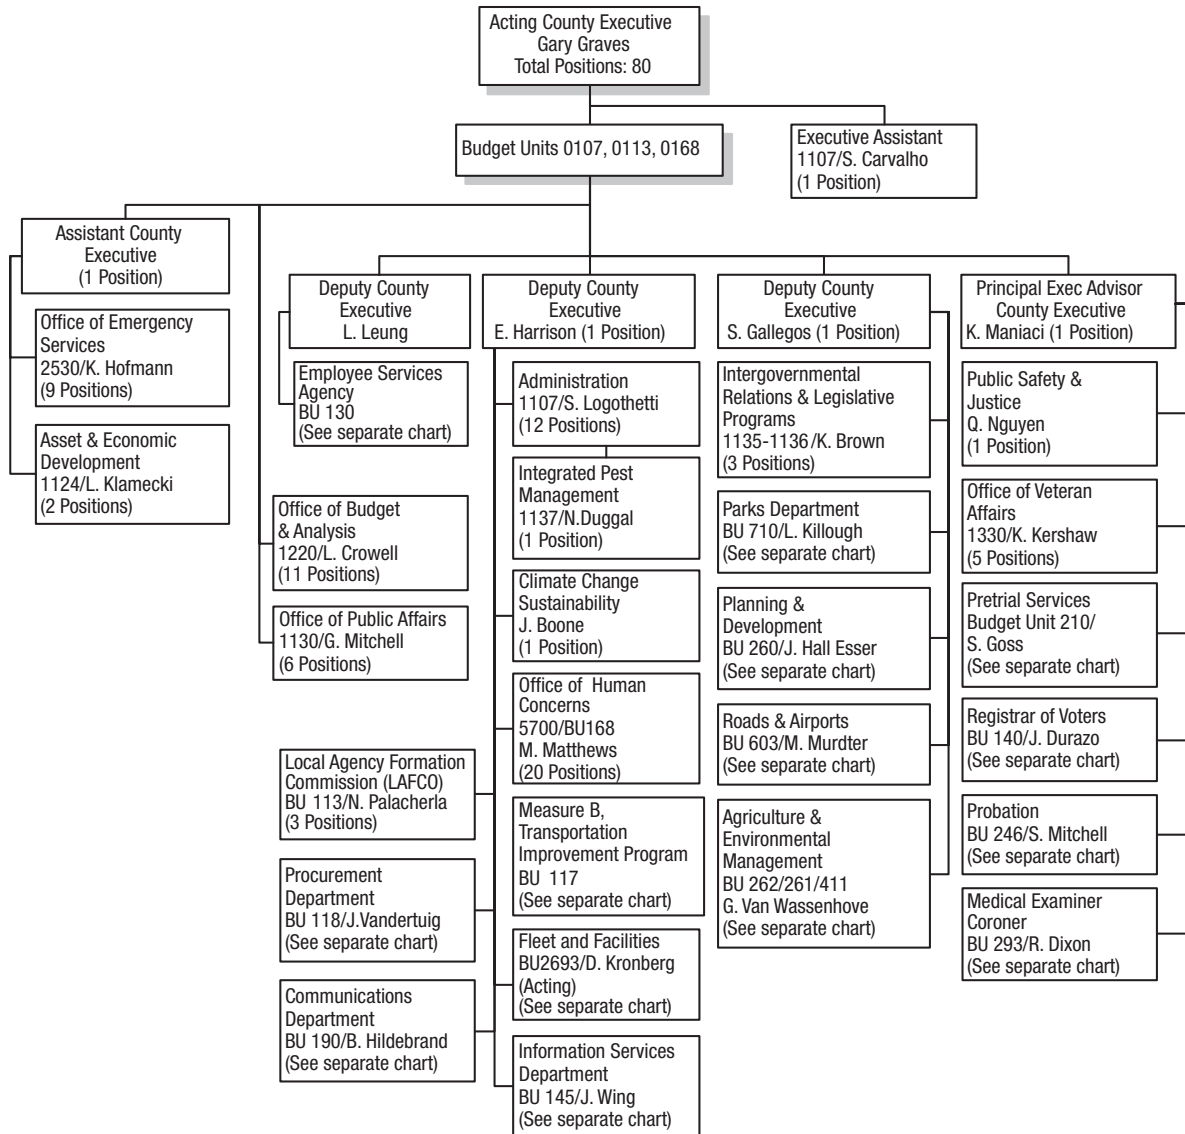 Acting County Executive
Gary Graves
Total Positions: 80
Budget Units 0107, 0113, 0168
Executive Assistant
1107/S. Carvalho
(1 Position)
Assistant County
Executive
(1 Position)
Office of Emergency
Services
2530/K. Hofmann
(9 Positions)
Asset & Economic
Development
1124/L. Klamecki
(2 Positions)
Deputy County
Executive
L. Leung
Employee Services
Agency
BU 130
(See separate chart)
Office of Budget
& Analysis
1220/L. Crowell
(11 Positions)
Office of Public Affairs
1130/G. Mitchell
(6 Positions)
Local Agency Formation
Commission (LAFCO)
BU 113/N. Palacherla
(3 Positions)
Procurement
Department
BU 118/J.Vandertuig
(See separate chart)
Communications
Department
BU 190/B. Hildebrand
(See separate chart)
Deputy County
Executive
E. Harrison (1 Position)
Administration
1107/S. Logothetti
(12 Positions)
Integrated Pest
Management
1137/N.Duggal
(1 Position)
Climate Change
Sustainability
J. Boone
(1 Position)
Office of Human
Concerns
5700/BU168
M. Matthews
(20 Positions)
Measure B,
Transportation
Improvement Program
BU 117
(See separate chart)
Fleet and Facilities
BU2693/D. Kronberg
(Acting)
(See separate chart)
Information Services
Department
BU 145/J. Wing
(See separate chart)
Deputy County
Executive
S. Gallegos (1 Position)
Intergovernmental
Relations & Legislative
Programs
1135-1136/K. Brown
(3 Positions)
Parks Department
BU 710/L. Killough
(See separate chart)
Planning &
Development
BU 260/J. Hall Esser
(See separate chart)
Roads & Airports
BU 603/M. Murdter
(See separate chart)
Agriculture &
Environmental
Management
BU 262/261/411
G. Van Wassenhove
(See separate chart)
Principal Exec Advisor
County Executive
K. Maniaci (1 Position)
Public Safety &
Justice
Q. Nguyen
(1 Position)
Office of Veteran
Affairs
1330/K. Kershaw
(5 Positions)
Pretrial Services
Budget Unit 210/
S. Goss
(See separate chart)
Registrar of Voters
BU 140/J. Durazo
(See separate chart)
Probation
BU 246/S. Mitchell
(See separate chart)
Medical Examiner
Coroner
BU 293/R. Dixon
(See separate chart)